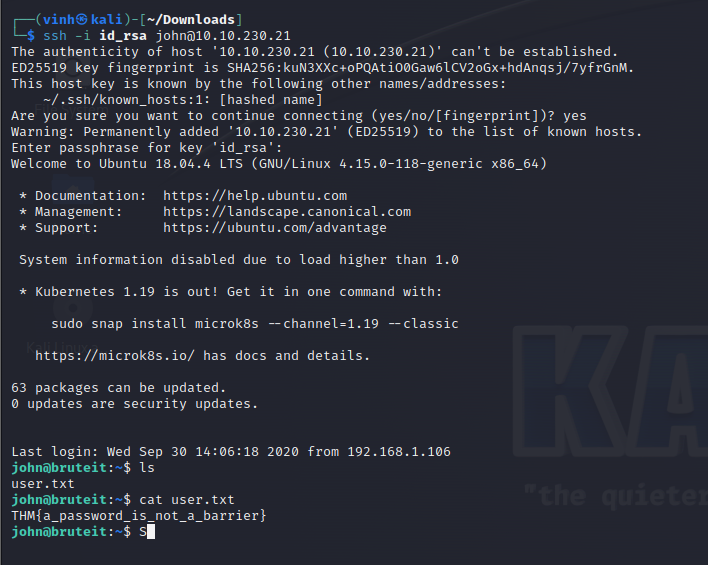 ┌──(vinh㉿kali)-[~/Downloads]
└─$ ssh -i id_rsa john@10.10.230.21
The authenticity of host '10.10.230.21 (10.10.230.21)' can't be established.
ED25519 key fingerprint is SHA256:kuN3XXc+oPQAtiO0Gaw6lCV2oGx+hdAnqsj/7yfrGnM.
This host key is known by the following other names/addresses:
    ~/.ssh/known_hosts:1: [hashed name]
Are you sure you want to continue connecting (yes/no/[fingerprint])? yes
Warning: Permanently added '10.10.230.21' (ED25519) to the list of known hosts.
Enter passphrase for key 'id_rsa':
Welcome to Ubuntu 18.04.4 LTS (GNU/Linux 4.15.0-118-generic x86_64)
 * Documentation:  https://help.ubuntu.com
 * Management:     https://landscape.canonical.com
 * Support:        https://ubuntu.com/advantage
 System information disabled due to load higher than 1.0
 * Kubernetes 1.19 is out! Get it in one command with:
     sudo snap install microk8s --channel=1.19 --classic
   https://microk8s.io/ has docs and details.
63 packages can be updated.
0 updates are security updates.
Last login: Wed Sep 30 14:06:18 2020 from 192.168.1.106
john@bruteit:~$ ls
user.txt
john@bruteit:~$ cat user.txt
THM{a_password_is_not_a_barrier}
john@bruteit:~$ S
KA
"the quieter